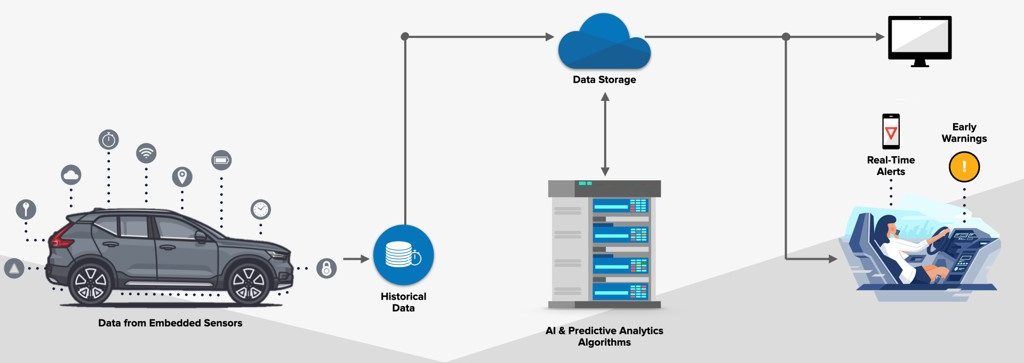 Data Storage
Early
Warnings
Real-Time
Alerts
!
Data from Embedded Sensors
Historical
Data
AI & Predictive Analytics
Algorithms